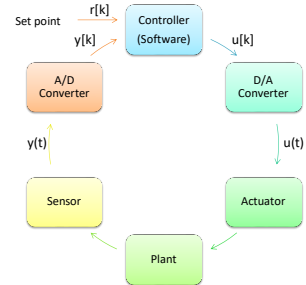 r[k]
Set point
y[k]
Controller
(Software)
u[k]
A/D
Converter
D/A
Converter
y(t)
u(t)
Sensor
Actuator
Plant